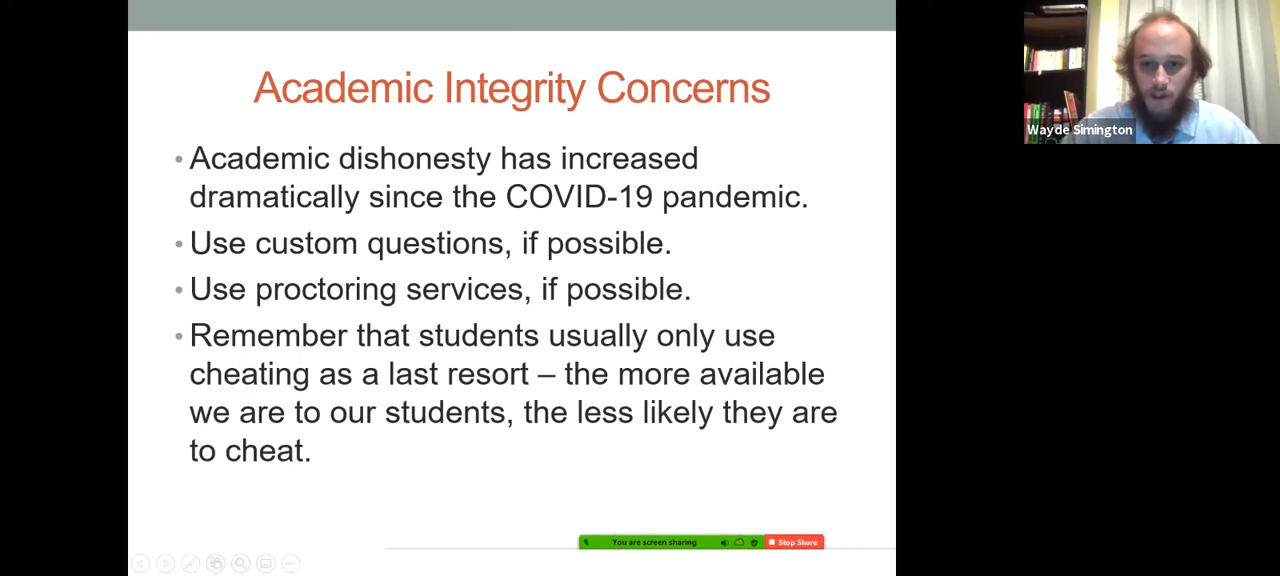 Academic Integrity Concerns
Wayde Simington
• Academic dishonesty has increased
dramatically since the COVID-19 pandemic.
• Use custom questions, if possible.
• Use proctoring services, if possible.
• Remember that students usually only use
cheating as a last resort – the more available
we are to our students, the less likely they are
to cheat.
You are screen sharing
Stop Share